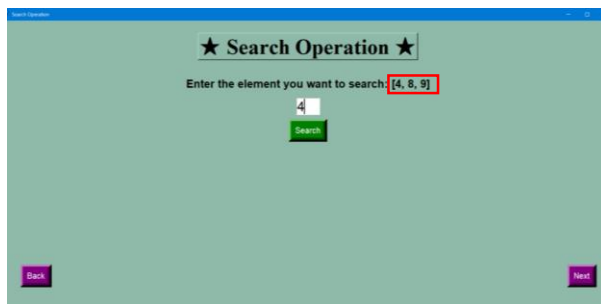 Search Operation
★ Search Operation ★
Enter the element you want to search: [4, 8, 9]
4
Search
Back
Next